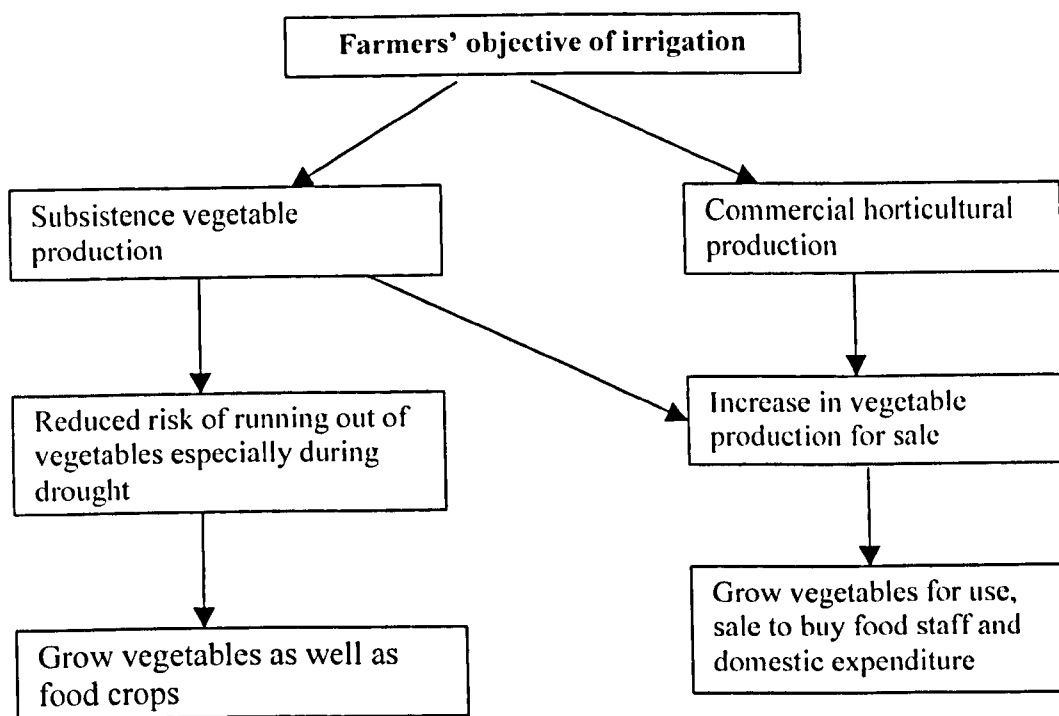 Farmers' objective of irrigation
Subsistence vegetable
production
Commercial horticultural
production
Reduced risk of running out of
vegetables especially during
drought
Increase in vegetable
production for sale
Grow vegetables as well as
food crops
Grow vegetables for use,
sale to buy food staff and
domestic expenditure